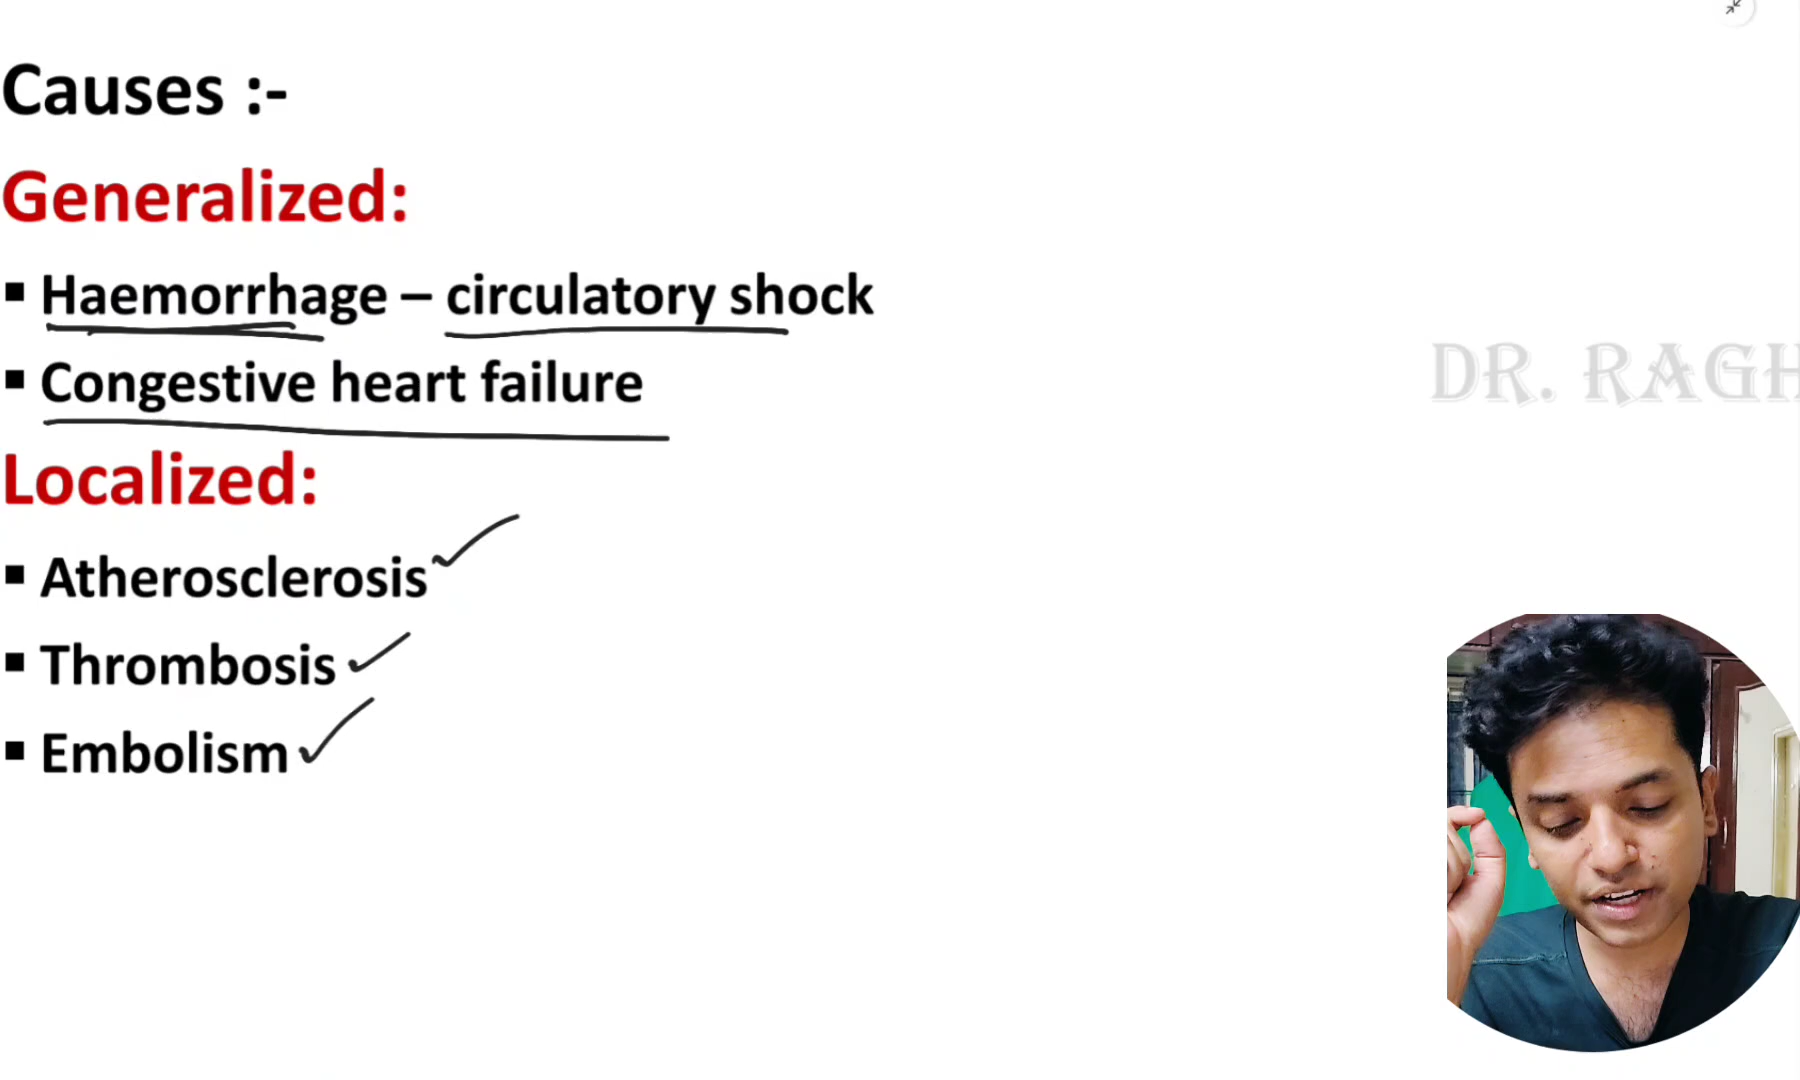 Causes :-
Generalized:
▪ Haemorrhage – circulatory shock
▪ Congestive heart failure
DR. RAGH
Localized:
▪ Atherosclerosis
▪ Thrombosis
▪ Embolism